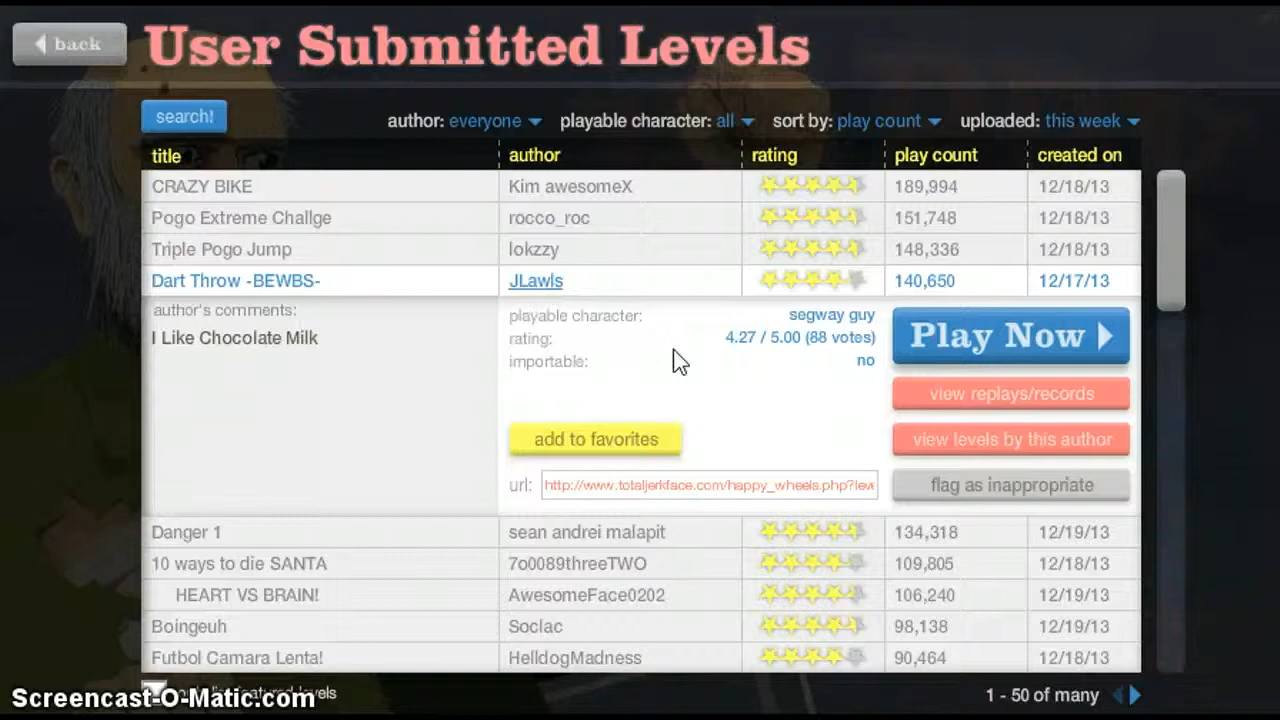 back
User Submitted Levels
search!
author: everyone playable character: all sort by: play count uploaded: this week
title author rating play count created on
CRAZY BIKE Kim awesomeX 189,994 12/18/13
Pogo Extreme Challge rocco_roc 151,748 12/18/13
Triple Pogo Jump lokzzy 148,336 12/18/13
Dart Throw -BEWBS- JLawls 140,650 12/17/13
author's comments:
I Like Chocolate Milk
playable character: segway guy
rating: 4.27 / 5.00 (88 votes)
importable: no
add to favorites
url: http://www.totaljerkface.com/happy_wheels.php?leve
Play Now
view replays/records
view levels by this author
flag as inappropriate
Danger 1 sean andrei malapit 134,318 12/19/13
10 ways to die SANTA 7o0089threeTWO 109,805 12/18/13
HEART VS BRAIN! AwesomeFace0202 106,240 12/19/13
Boingeuh Soclac 98,138 12/19/13
Futbol Camara Lenta! HelldogMadness 90,464 12/18/13
levels
1 - 50 of many
Screencast-O-Matic.com